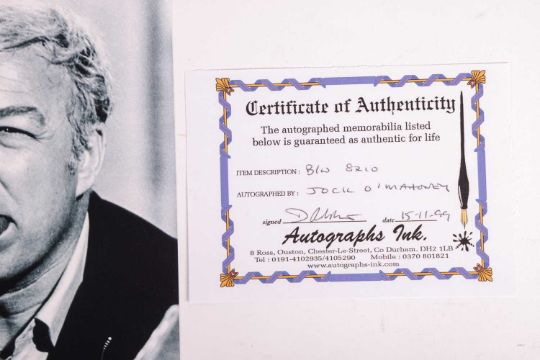 Certificate of Authenticity
The autographed memorabilia listed
below is guaranteed as authentic for life
ITEM DESCRIPTION : B/W 8x10
AUTOGRAPHED BY : JOCK O'MAHONEY
signed date 15-11-99
Autographs Ink.
8 Ross, Ouston, Chester-Le-Street, Co Durham. DH2 1LB
Tel : 0191-4102935/4105290 Mobile : 0370 801821
www.autographs-ink.com